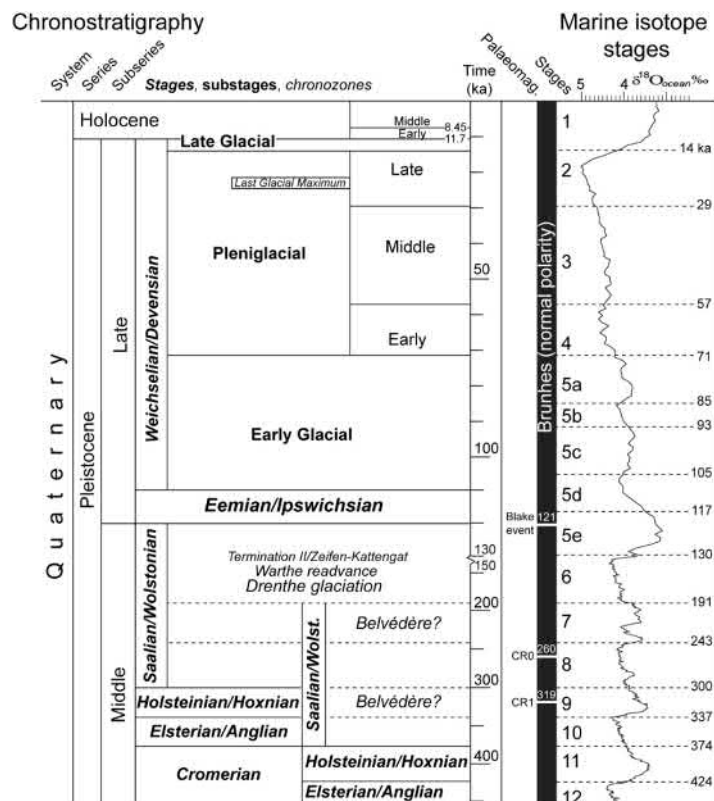 Chronostratigraphy
Marine isotope
stages
System
Series
Subseries
Stages, substages, chronozones
Time
(ka)
Palaeomag.
Stages
5 4 δ18Oocean‰
Holocene
Middle
8.45
Early
11.7
Late Glacial
1
14 ka
2
Late
Last Glacial Maximum
29
Pleniglacial
Middle
50
3
57
Early
4
71
5a
85
5b
93
Early Glacial
100
5c
105
5d
Eemian/Ipswichsian
117
Blake
event
121
5e
130
Quaternary
Pleistocene
Late
Middle
Weichselian/Devensian
Brunhes (normal polarity)
Saalian/Wolstonian
Termination II/Zeifen-Kattengat
Warthe readvance
Drenthe glaciation
130
150
6
191
200
Saalian/Wolst.
Belvédère?
7
243
CR0
260
8
300
300
Holsteinian/Hoxnian
Belvédère?
CR1
319
9
337
Elsterian/Anglian
10
374
Cromerian
Holsteinian/Hoxnian
400
11
424
Elsterian/Anglian
12